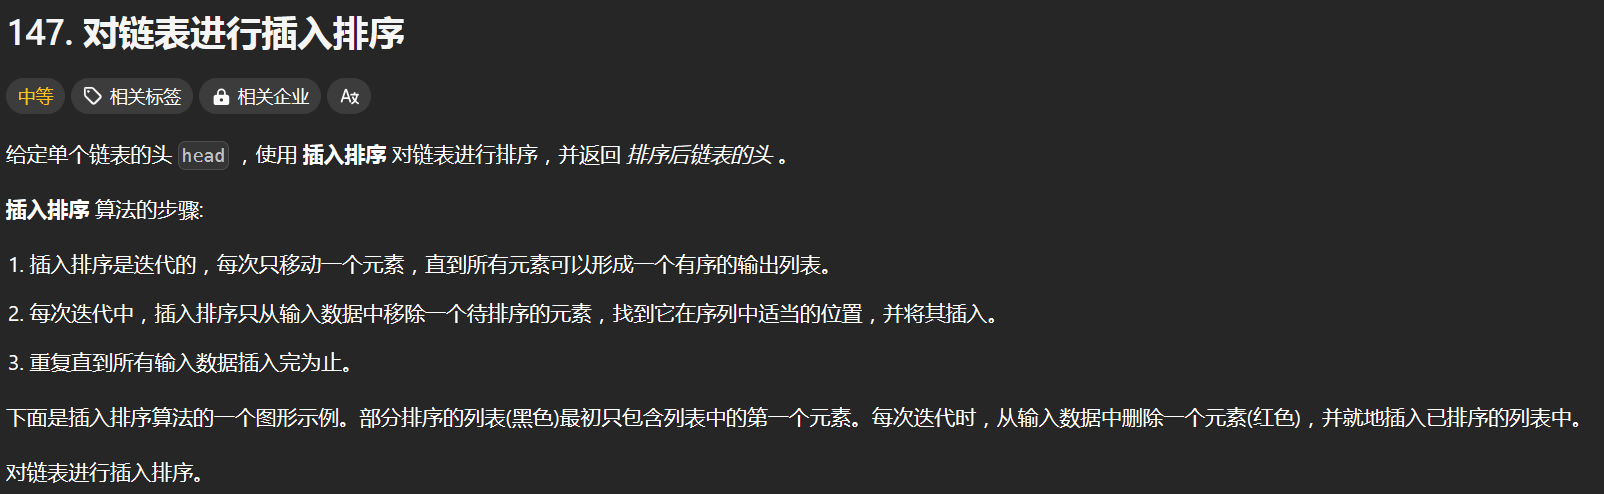 147. 对链表进行插入排序
中等 相关标签 相关企业 A文
给定单个链表的头 head ，使用 插入排序 对链表进行排序，并返回 排序后链表的头 。
插入排序 算法的步骤:
1. 插入排序是迭代的，每次只移动一个元素，直到所有元素可以形成一个有序的输出列表。
2. 每次迭代中，插入排序只从输入数据中移除一个待排序的元素，找到它在序列中适当的位置，并将其插入。
3. 重复直到所有输入数据插入完为止。
下面是插入排序算法的一个图形示例。部分排序的列表(黑色)最初只包含列表中的第一个元素。每次迭代时，从输入数据中删除一个元素(红色)，并就地插入已排序的列表中。
对链表进行插入排序。